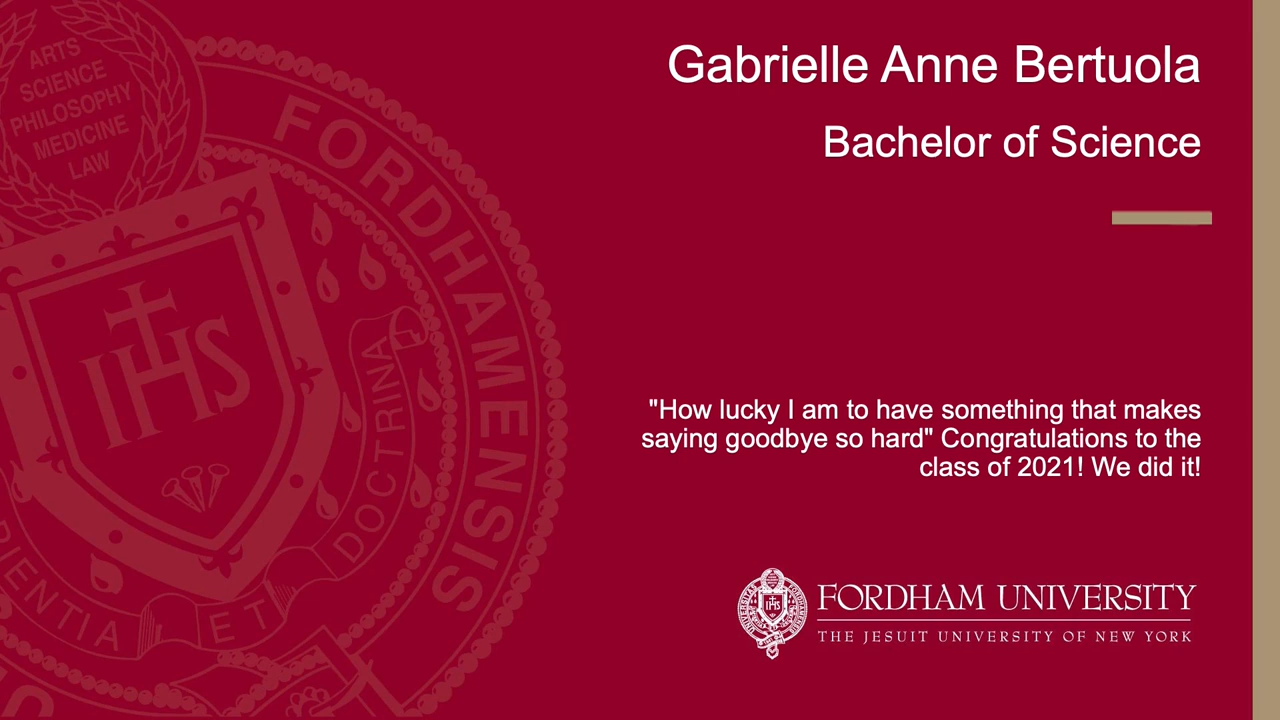 ARTS
SCIENCE
PHILOSOPHY
MEDICINE
LAW
FORDHAMENSIS
IHS
DOCTRINA
ET
Gabrielle Anne Bertuola
Bachelor of Science
"How lucky I am to have something that makes
saying goodbye so hard" Congratulations to the
class of 2021! We did it!
FORDHAM UNIVERSITY
THE JESUIT UNIVERSITY OF NEW YORK